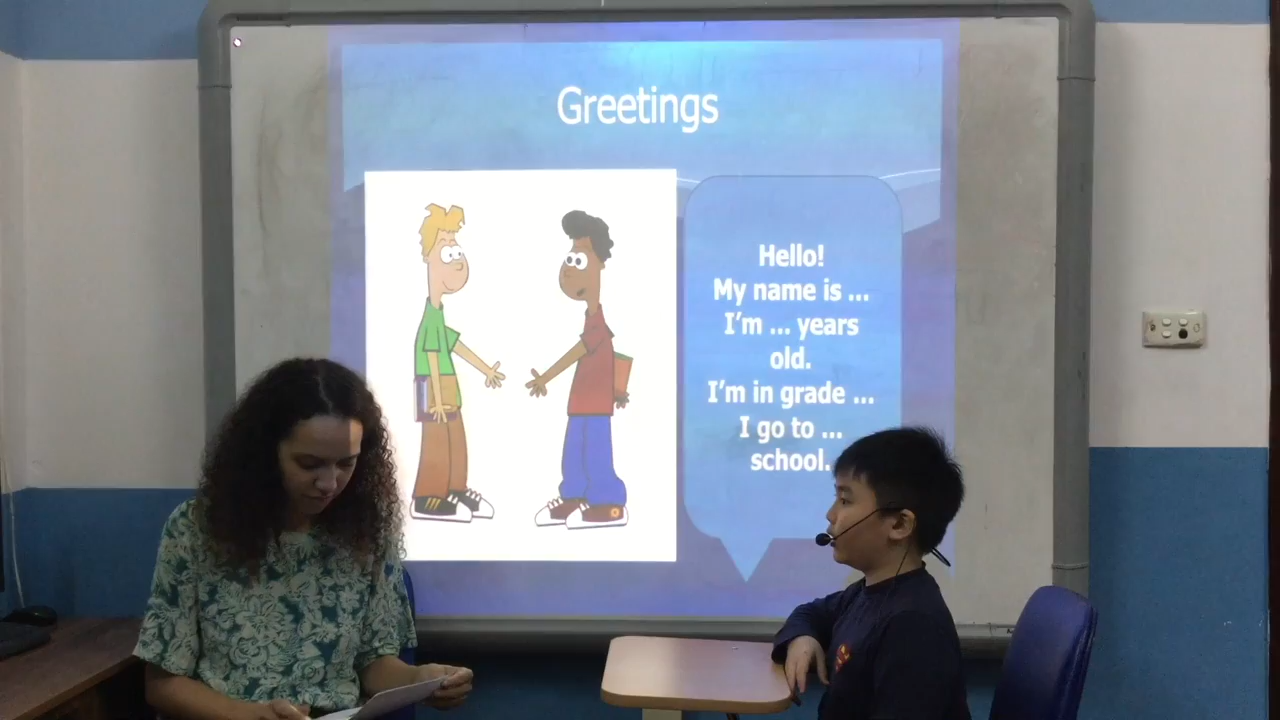 Greetings
Hello!
My name is ...
I'm ... years
old.
I'm in grade ...
I go to ...
school.